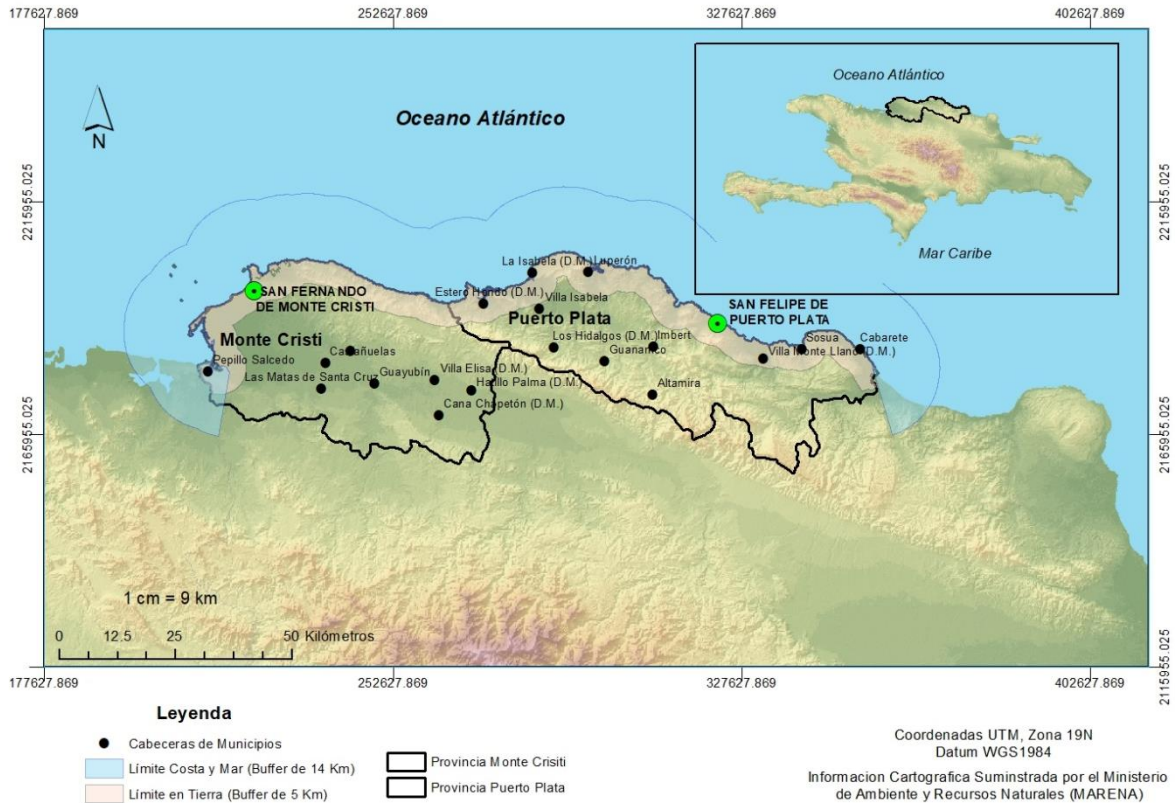 177627.869
252627.869
327627.869
402627.869
Oceano Atlántico
Mar Caribe
N
Oceano Atlántico
2215955.025
2215955.025
La Isabela (D.M.)
Luperón
SAN FERNANDO
DE MONTE CRISTI
Estero Hondo (D.M.)
Villa Isabela
SAN FELIPE DE
PUERTO PLATA
Puerto Plata
Monte Cristi
Los Hidalgos (D.M.)
Imbert
Sosua
Cabarete
Guananico
Villa Monte Llano (D.M.)
Pepillo Salcedo
Castañuelas
Villa Elisa (D.M.)
Guayubín
Las Matas de Santa Cruz
Hatillo Palma (D.M.)
Altamira
Cana Chapetón (D.M.)
2165955.025
2165955.025
1 cm = 9 km
0 12.5 25 50 Kilómetros
2115955.025
2115955.025
177627.869
252627.869
327627.869
402627.869
Leyenda
Cabeceras de Municipios
Límite Costa y Mar (Buffer de 14 Km)
Límite en Tierra (Buffer de 5 Km)
Provincia Monte Crisiti
Provincia Puerto Plata
Coordenadas UTM, Zona 19N
Datum WGS1984
Informacion Cartografica Suminstrada por el Ministerio
de Ambiente y Recursos Naturales (MARENA)